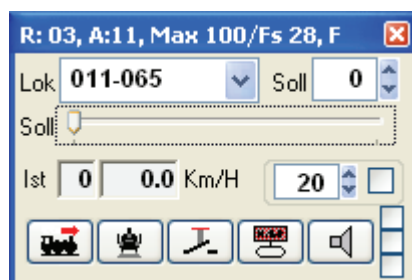 R: 03, A:11, Max 100/Fs 28, F
Lok 011-065 Soll 0
Soll
Ist 0 0.0 Km/H 20